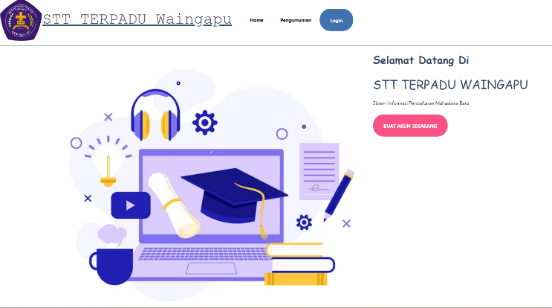 STT TERPADU Waingapu
Home Pengumuman Login
Selamat Datang Di
STT TERPADU WAINGAPU
Sistem Informasi Pendaftaran Mahasiswa Baru
BUAT AKUN SEKARANG